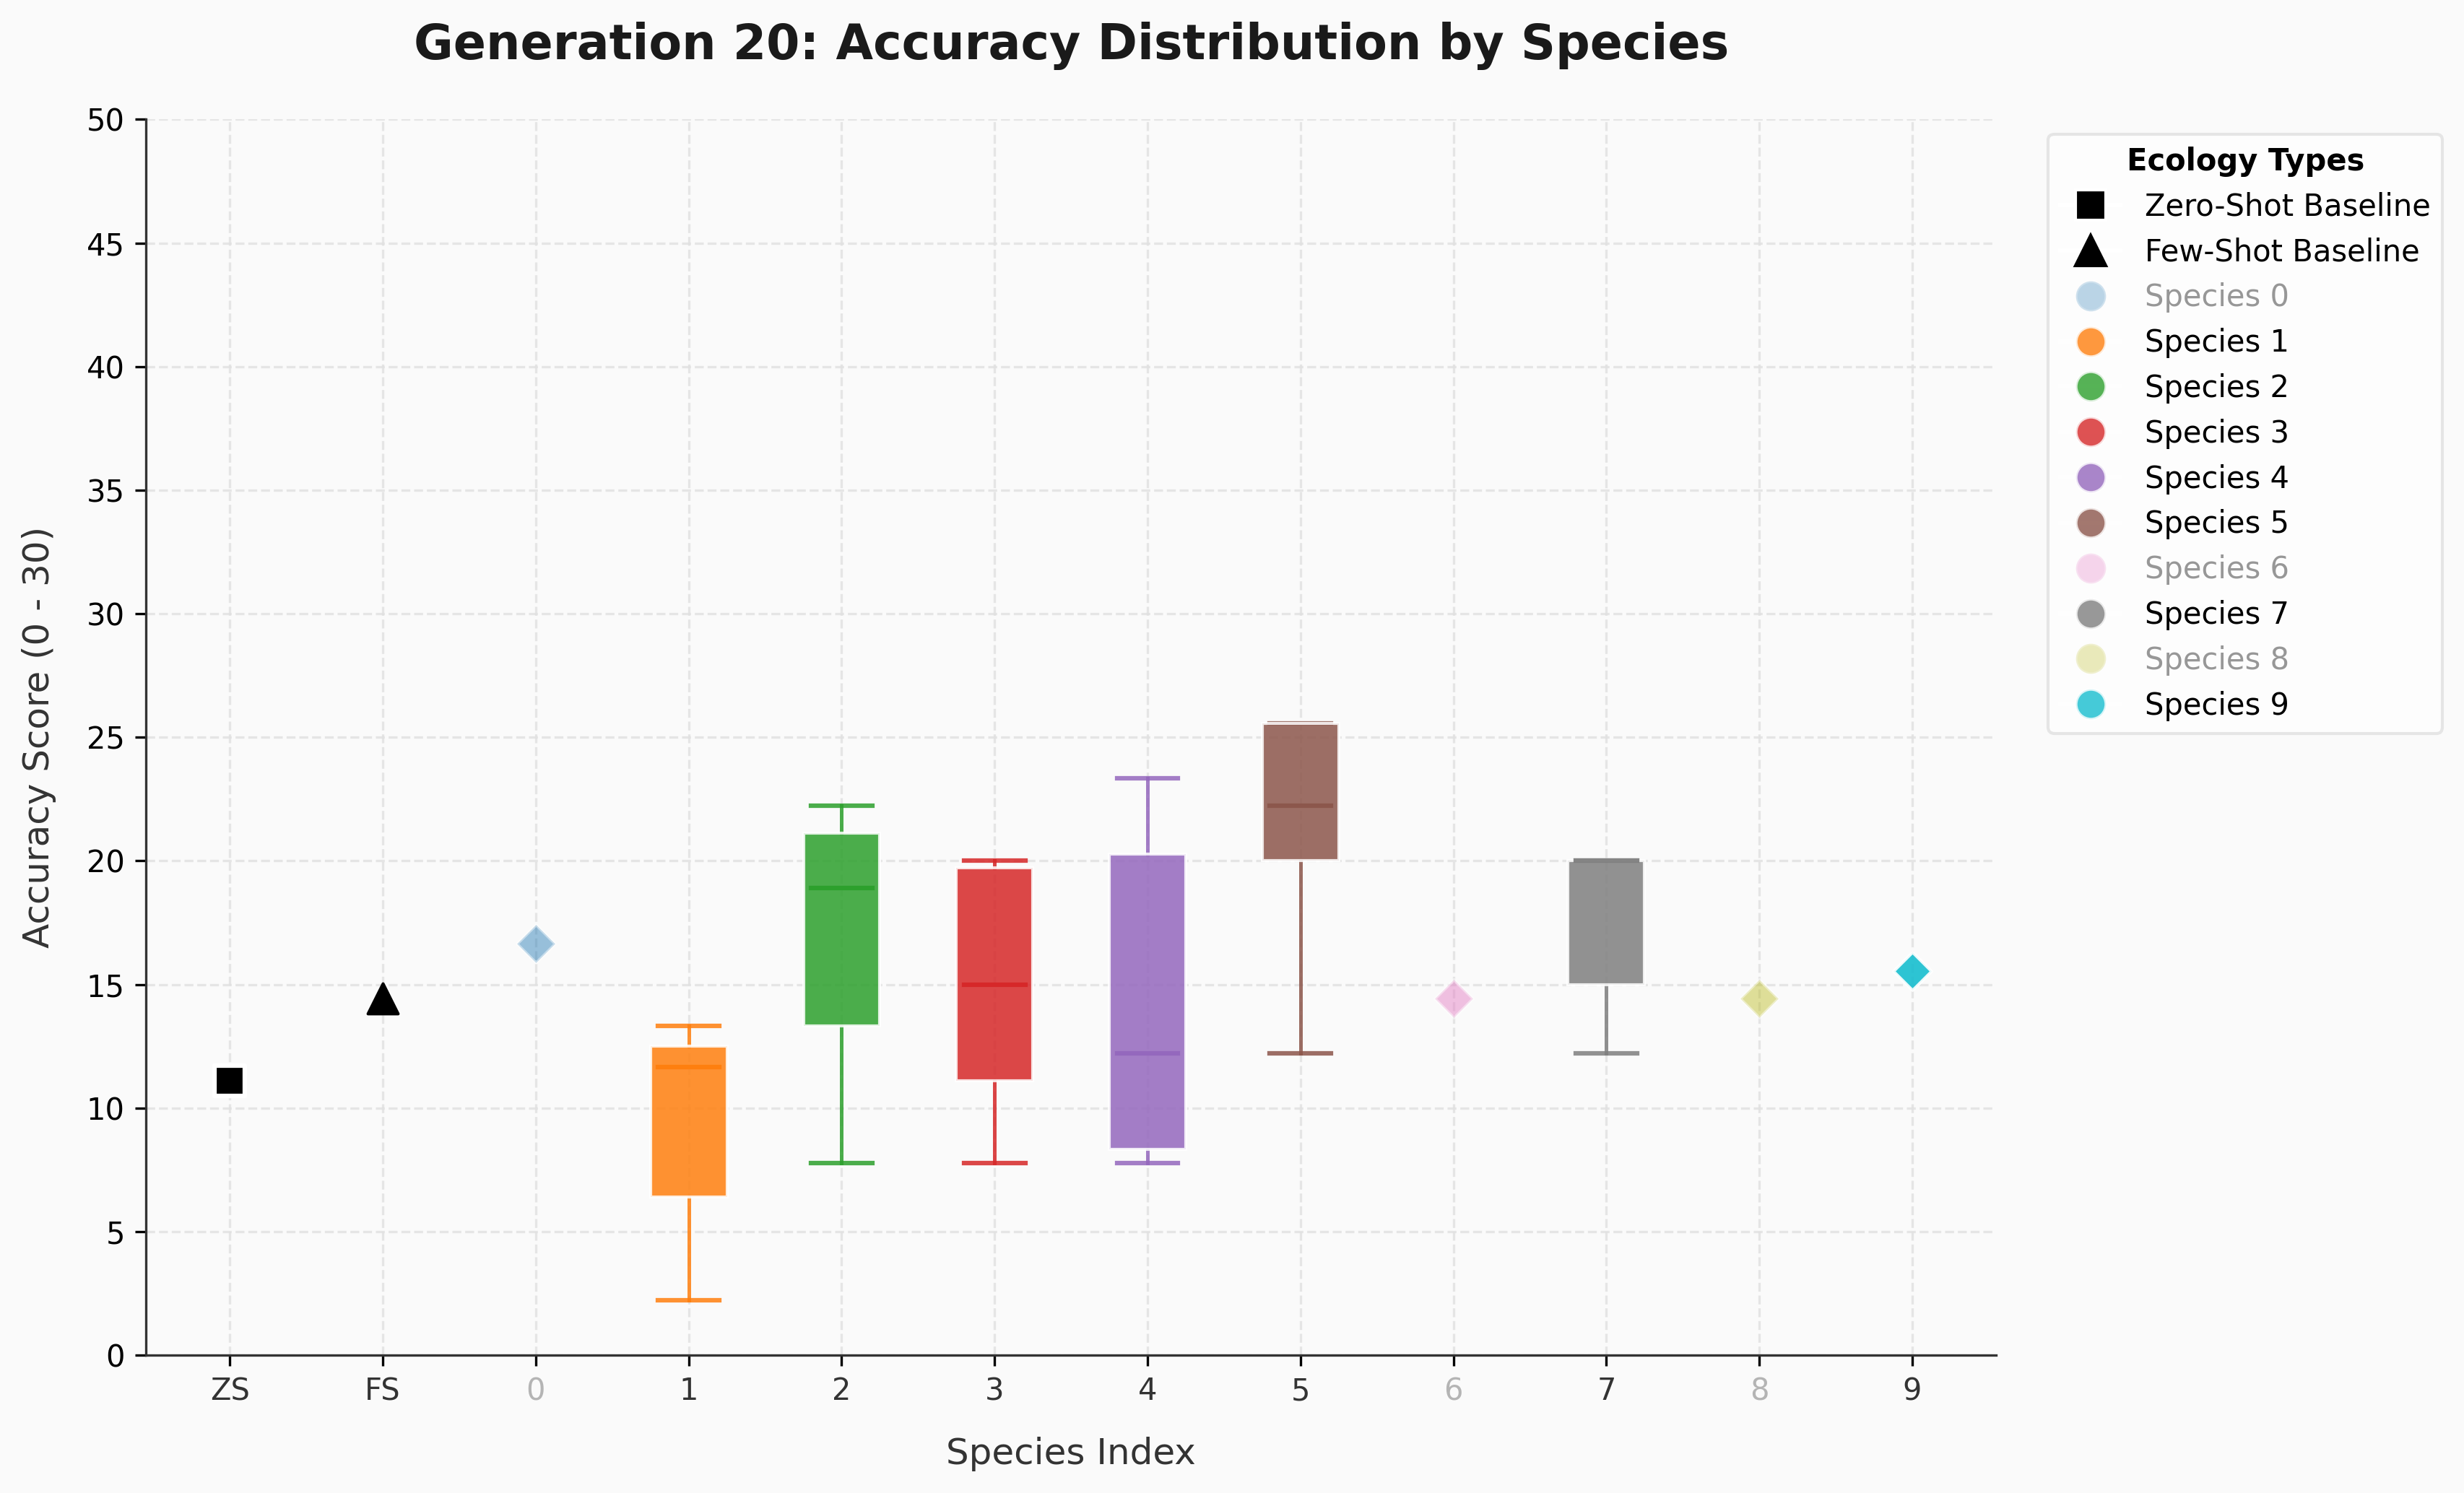 Generation 20: Accuracy Distribution by Species
50
45
40
35
30
25
20
15
10
5
0
Accuracy Score (0 - 30)
ZS FS 0 1 2 3 4 5 6 7 8 9
Species Index
Ecology Types
Zero-Shot Baseline
Few-Shot Baseline
Species 0
Species 1
Species 2
Species 3
Species 4
Species 5
Species 6
Species 7
Species 8
Species 9